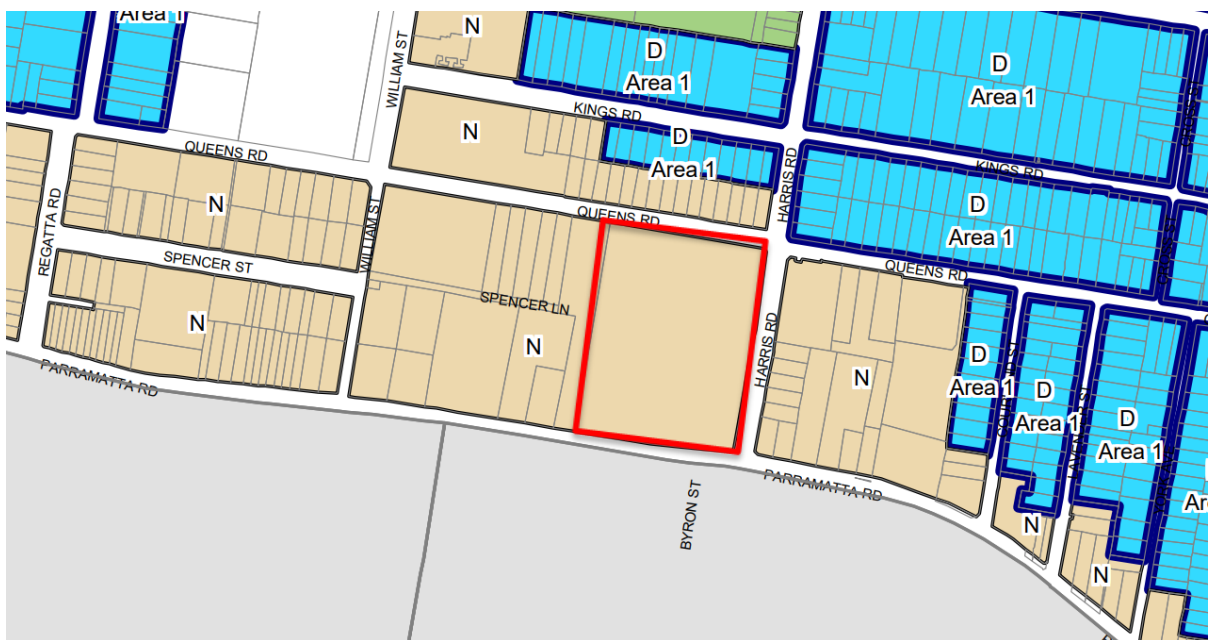 Area 1
N
WILLIAM ST
D
Area 1
D
Area 1
KINGS RD
N
D
Area 1
HARRIS RD
KINGS RD
QUEENS RD
N
QUEENS RD
D
Area 1
REGATTA RD
WILLIAM ST
SPENCER ST
QUEENS RD
SPENCER LN
N
N
HARRIS RD
N
D
Area 1
D
Area 1
D
Area 1
PARRAMATTA RD
PARRAMATTA RD
BYRON ST
N
N